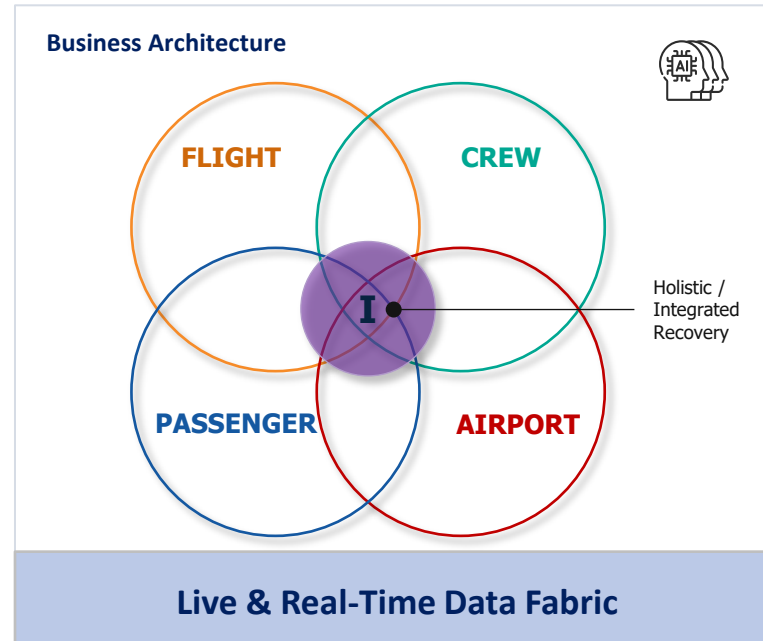 Business Architecture
AI
FLIGHT
CREW
I
Holistic /
Integrated
Recovery
PASSENGER
AIRPORT
Live & Real-Time Data Fabric